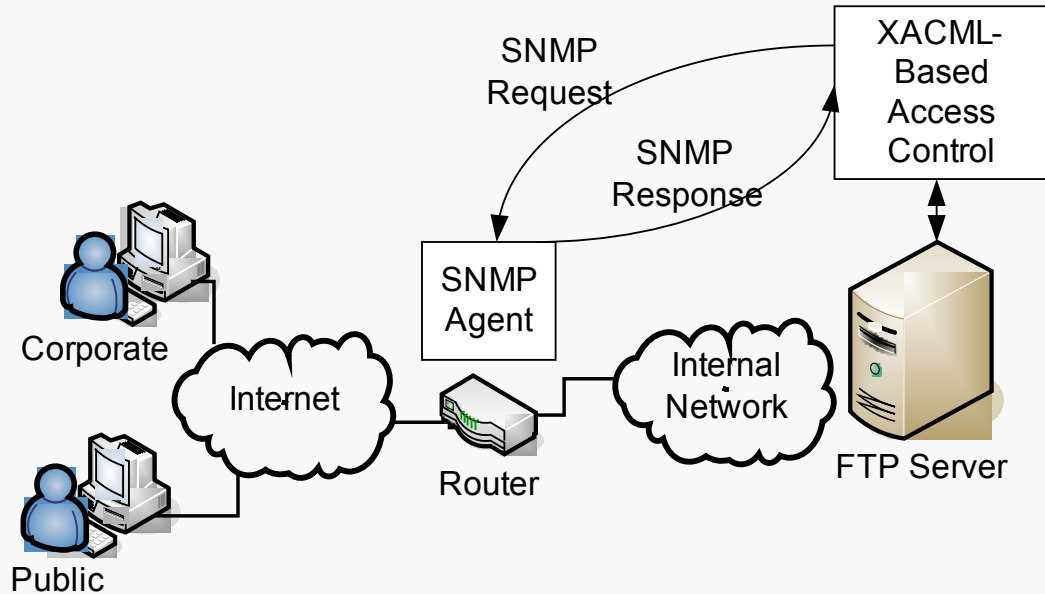 SNMP
Request
XACML-
Based
Access
Control
SNMP
Response
SNMP
Agent
Corporate
Internet
Internal
Network
Router
FTP Server
Public